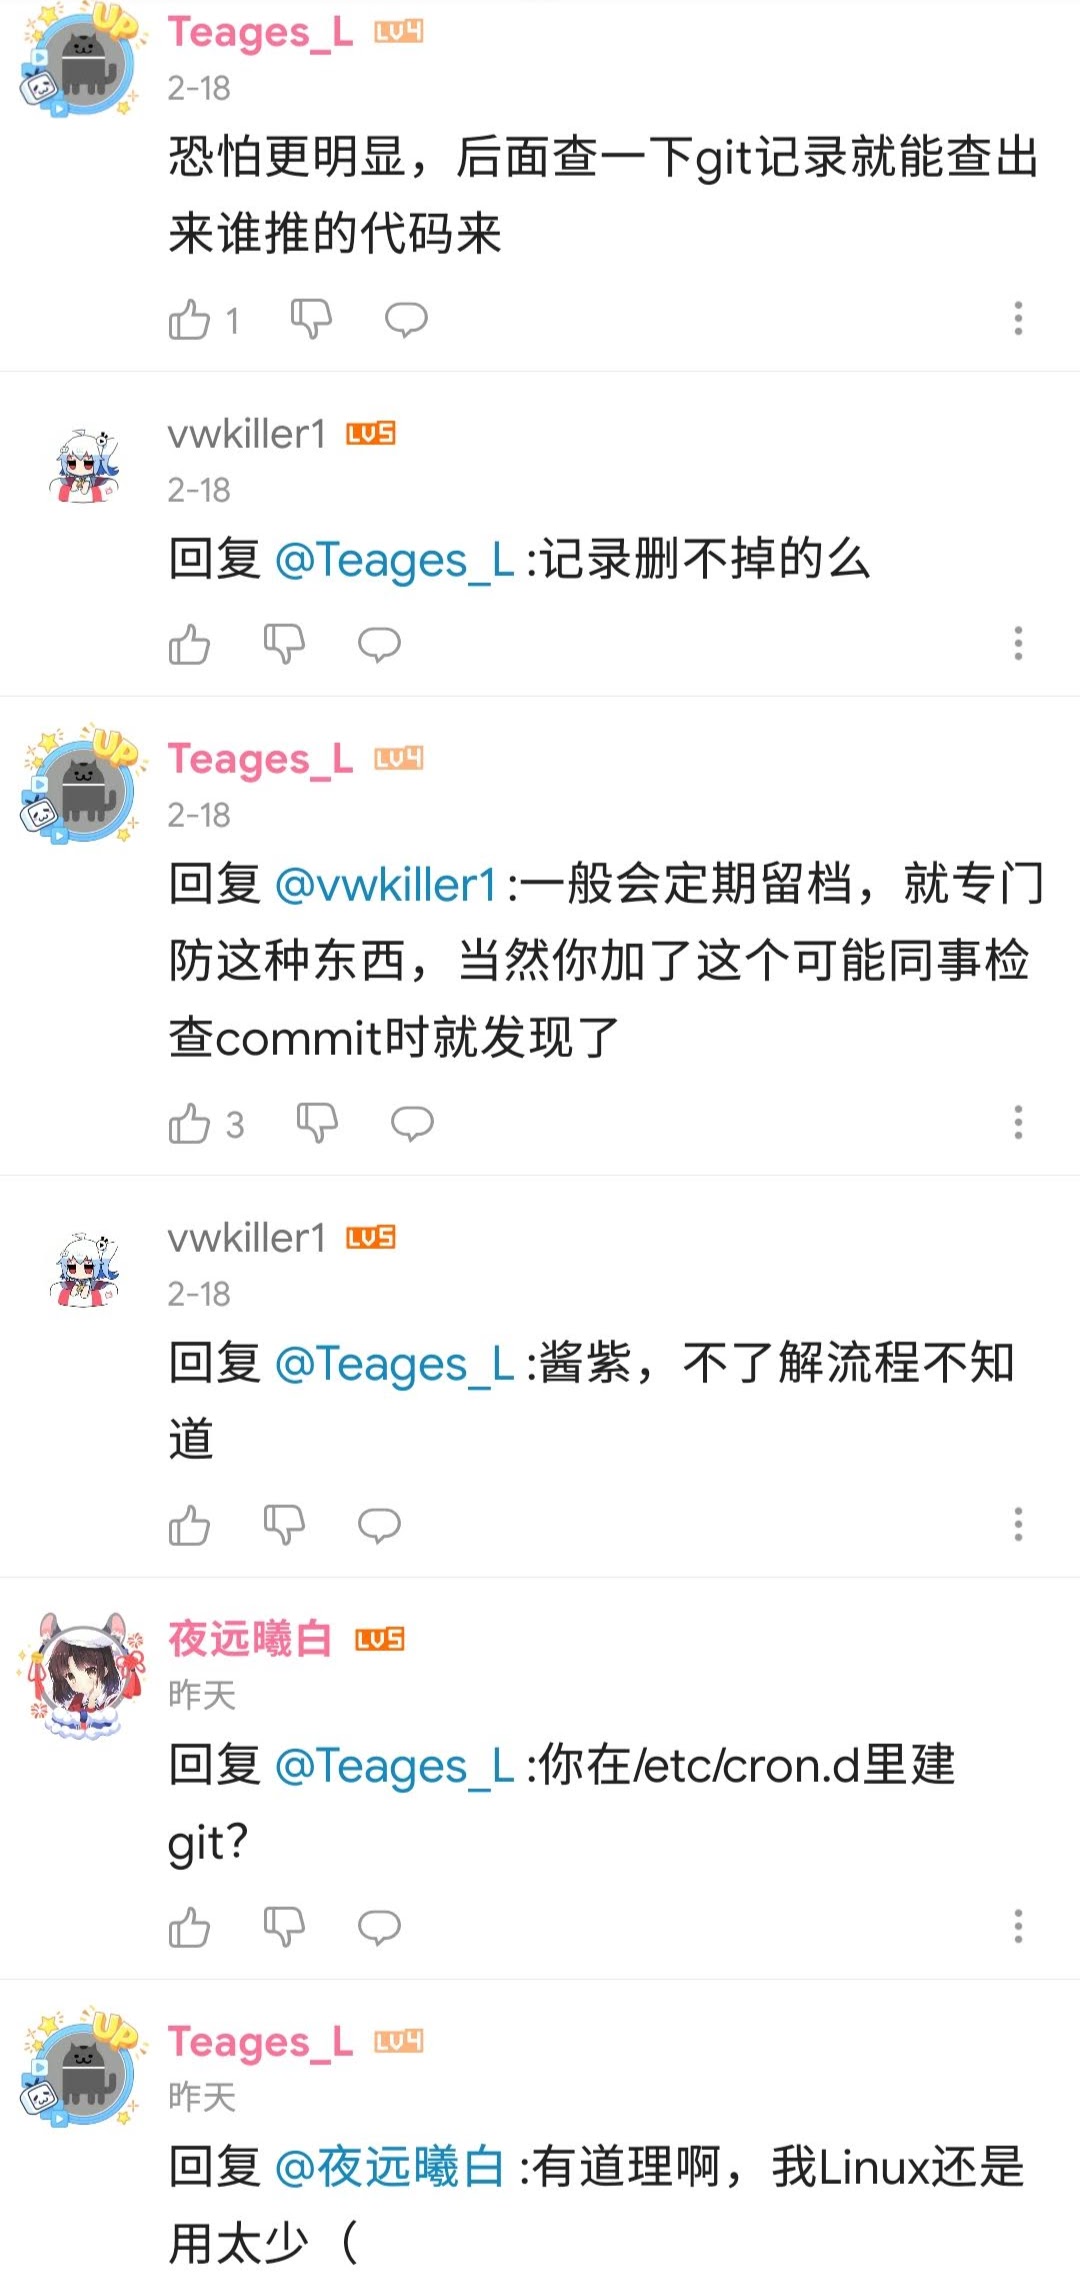 UP
Teages_L LV4
2-18
恐怕更明显，后面查一下git记录就能查出
来谁推的代码来
1
vwkiller1 LV5
2-18
回复 @Teages_L :记录删不掉的么
UP
Teages_L LV4
2-18
回复 @vwkiller1 :一般会定期留档，就专门
防这种东西，当然你加了这个可能同事检
查commit时就发现了
3
vwkiller1 LV5
2-18
回复 @Teages_L :酱紫，不了解流程不知
道
夜远曦白 LV5
昨天
回复 @Teages_L :你在/etc/cron.d里建
git?
UP
Teages_L LV4
昨天
回复 @夜远曦白 :有道理啊，我Linux还是
用太少（